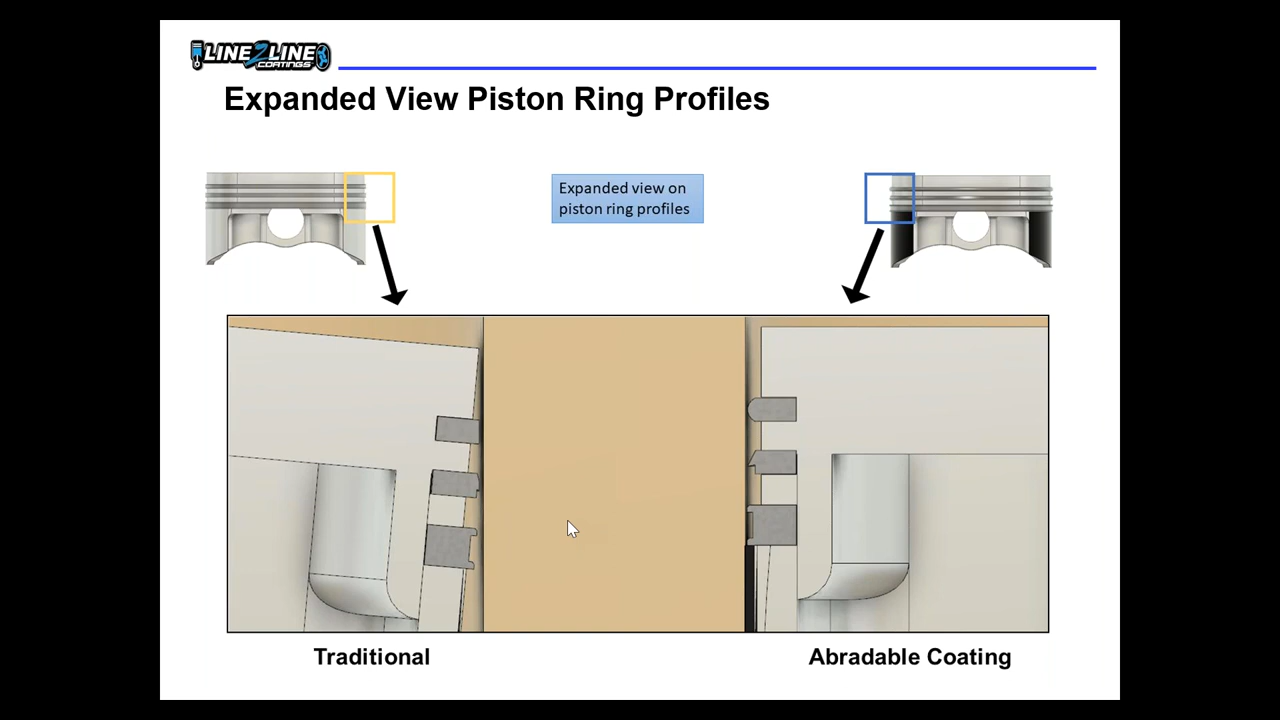 LINE2LINE
COATINGS
Expanded View Piston Ring Profiles
Expanded view on
piston ring profiles
Traditional
Abradable Coating